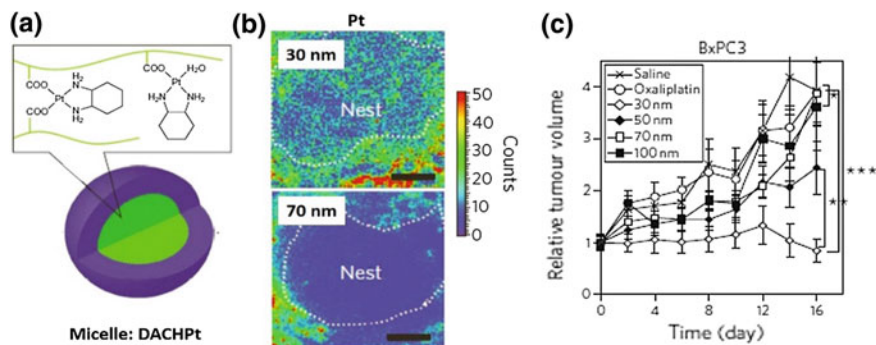 (a)
COO
COO
Pt
H₂
N
N
H₂
COO
H₂O
Pt
HN
NH₂
Micelle: DACHPt
(b)
Pt
30 nm
Nest
70 nm
Nest
50
40
30
20
10
0
Counts
(c)
BxPC3
Saline
Oxaliplatin
30 nm
50 nm
70 nm
100 nm
Relative tumour volume
4
3
2
1
0
0
4
8
12
16
Time (day)
*
**
***